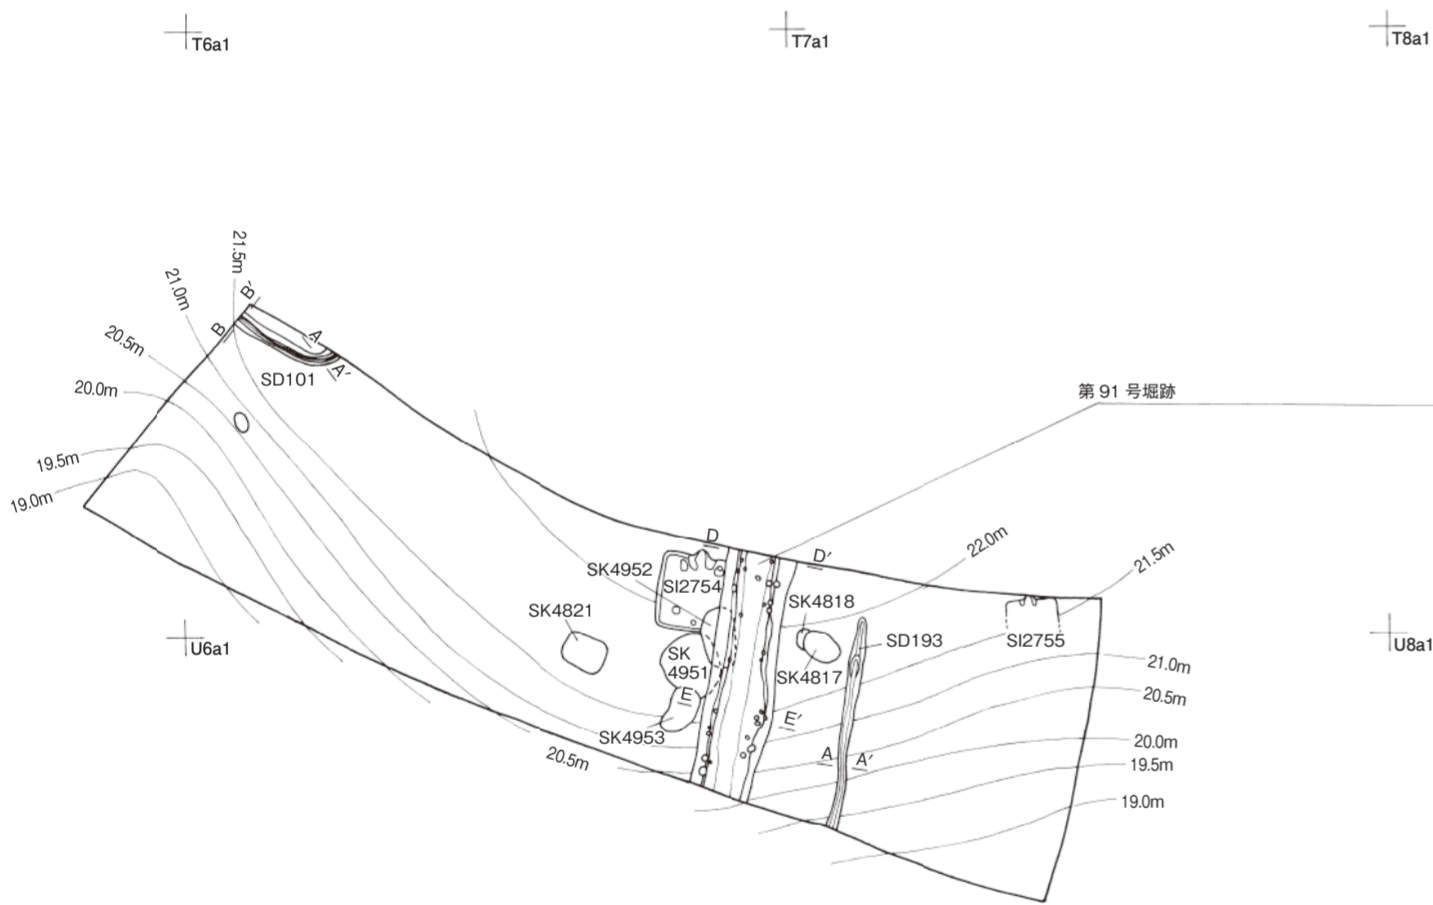 T6a1
T7a1
T8a1
21.5m
21.0m
B′
B
20.5m
A
A′
SD101
20.0m
第 91 号堀跡
19.5m
19.0m
D
D′
22.0m
21.5m
SK4952
SI2754
SK4821
SK4818
SD193
SI2755
U6a1
U8a1
SK
4951
SK4817
21.0m
E
E′
20.5m
SK4953
20.5m
A
A′
20.0m
19.5m
19.0m